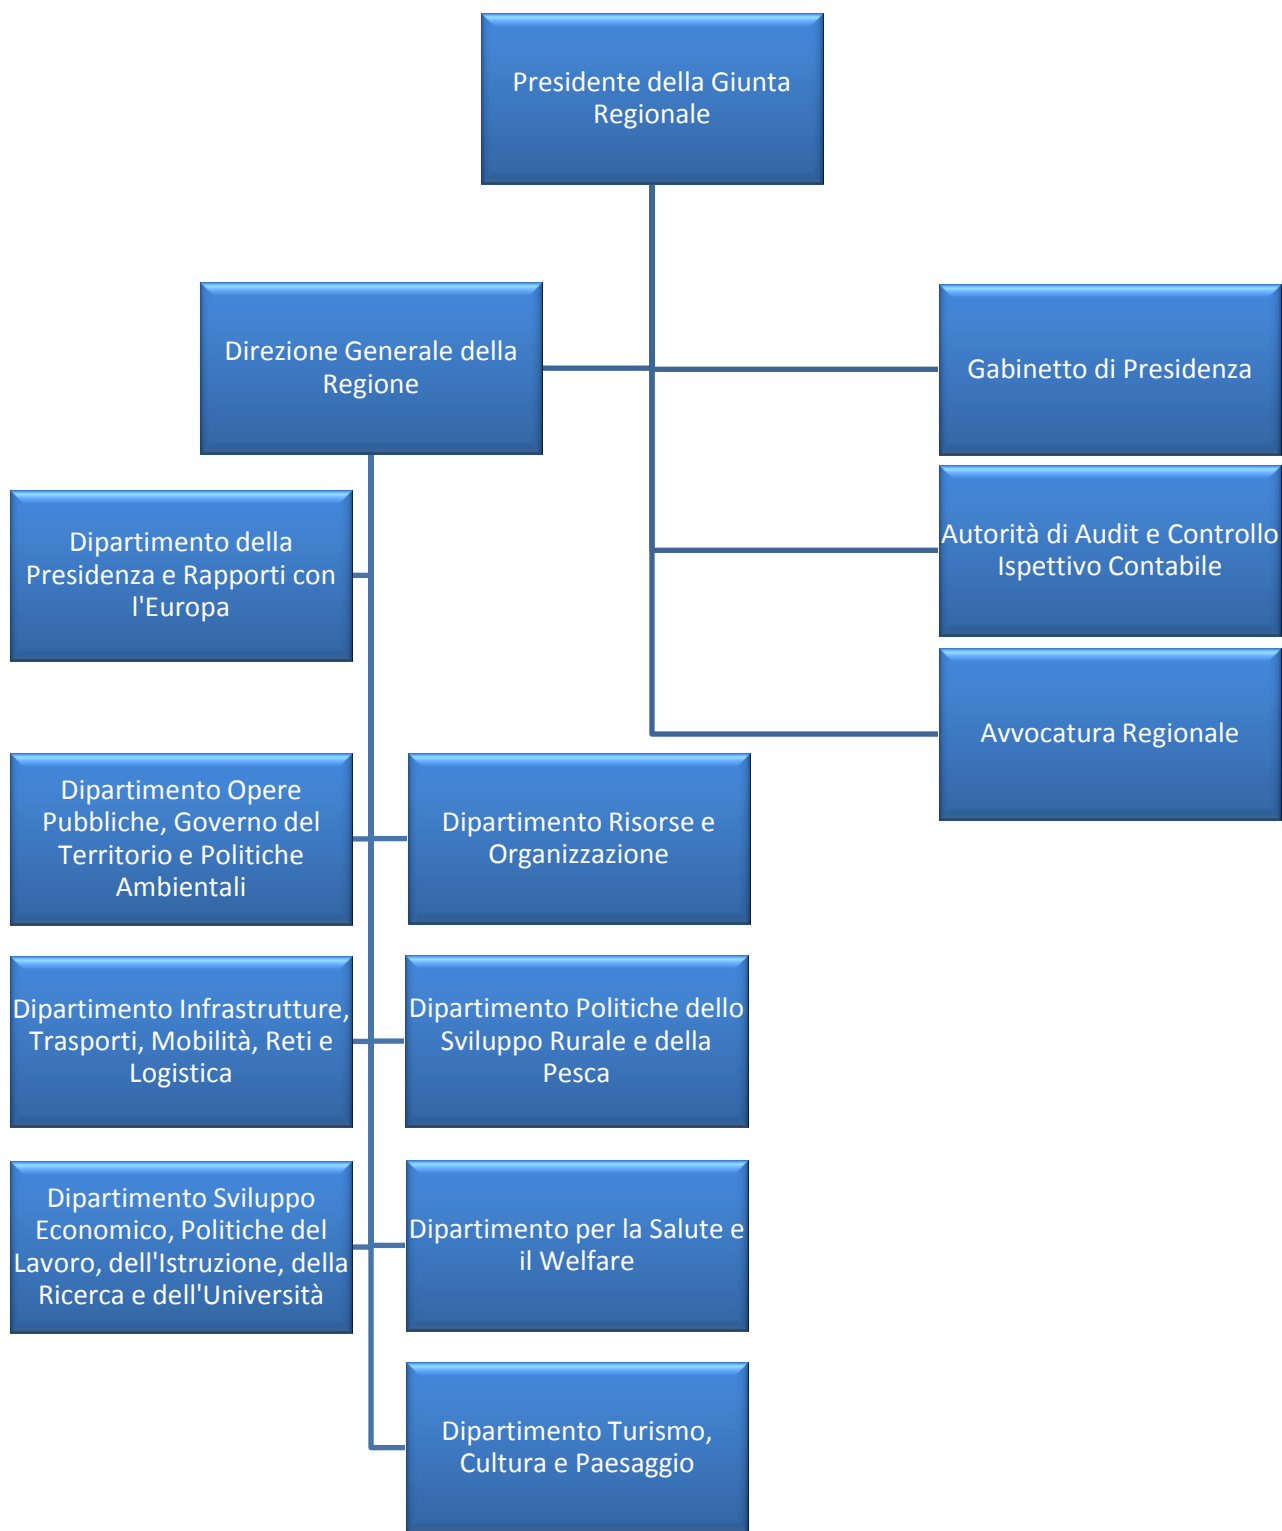 Presidente della Giunta
Regionale
Direzione Generale della
Regione
Gabinetto di Presidenza
Autorità di Audit e Controllo
Ispettivo Contabile
Avvocatura Regionale
Dipartimento della
Presidenza e Rapporti con
l'Europa
Dipartimento Opere
Pubbliche, Governo del
Territorio e Politiche
Ambientali
Dipartimento Risorse e
Organizzazione
Dipartimento Infrastrutture,
Trasporti, Mobilità, Reti e
Logistica
Dipartimento Politiche dello
Sviluppo Rurale e della
Pesca
Dipartimento Sviluppo
Economico, Politiche del
Lavoro, dell'Istruzione, della
Ricerca e dell'Università
Dipartimento per la Salute e
il Welfare
Dipartimento Turismo,
Cultura e Paesaggio